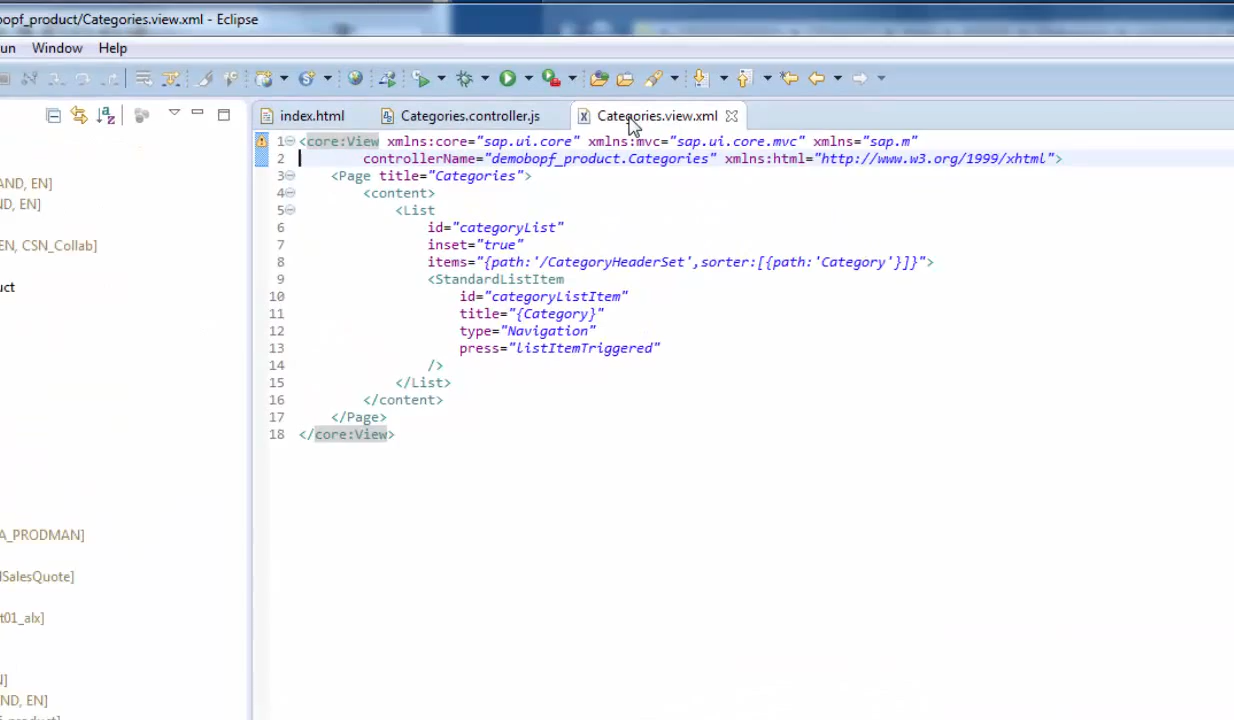 opf_product/Categories.view.xml - Eclipse
un Window Help
index.html Categories.controller.js Categories.view.xml
AND, EN]
ND, EN]
EN, CSN_Collab]
ct
A_PRODMAN]
lSalesQuote]
t01_alx]
N]
ND, EN]
_product]
1 <core:View xmlns:core="sap.ui.core" xmlns:mvc="sap.ui.core.mvc" xmlns="sap.m"
2 controllerName="demobopf_product.Categories" xmlns:html="http://www.w3.org/1999/xhtml">
3 <Page title="Categories">
4 <content>
5 <List
6 id="categoryList"
7 inset="true"
8 items="{path:'/CategoryHeaderSet',sorter:[{path:'Category'}]}">
9 <StandardListItem
10 id="categoryListItem"
11 title="{Category}"
12 type="Navigation"
13 press="listItemTriggered"
14 />
15 </List>
16 </content>
17 </Page>
18 </core:View>